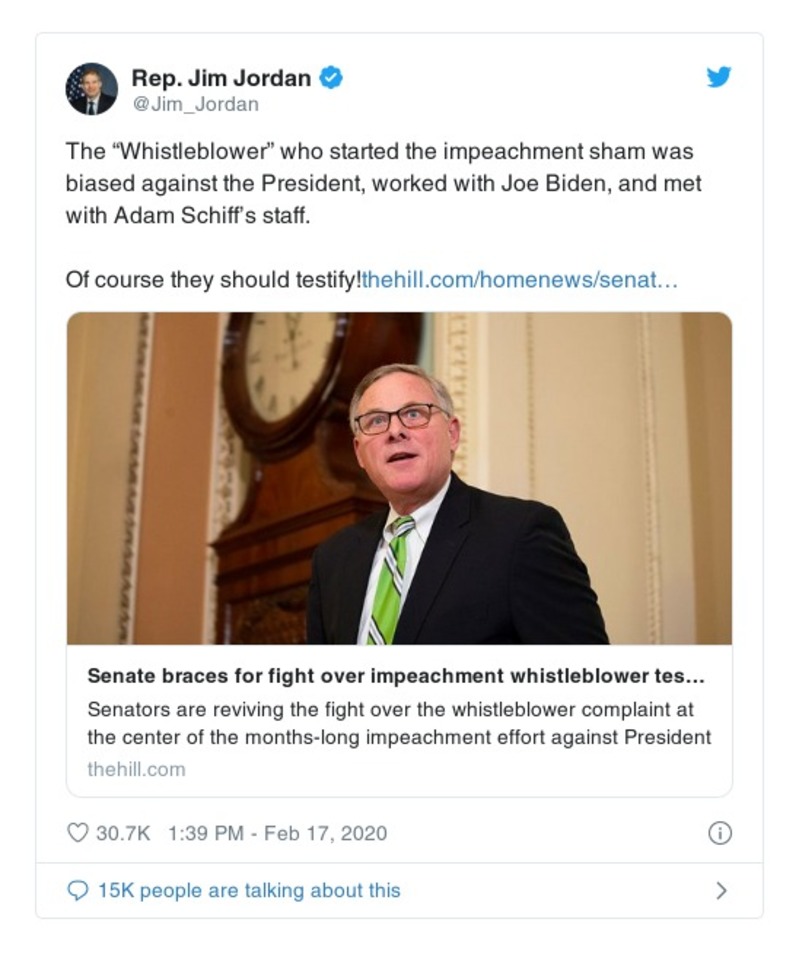 Rep. Jim Jordan
@Jim_Jordan
The “Whistleblower” who started the impeachment sham was
biased against the President, worked with Joe Biden, and met
with Adam Schiff’s staff.
Of course they should testify!thehill.com/homenews/senat…
Senate braces for fight over impeachment whistleblower tes…
Senators are reviving the fight over the whistleblower complaint at
the center of the months-long impeachment effort against President
thehill.com
30.7K 1:39 PM - Feb 17, 2020
15K people are talking about this